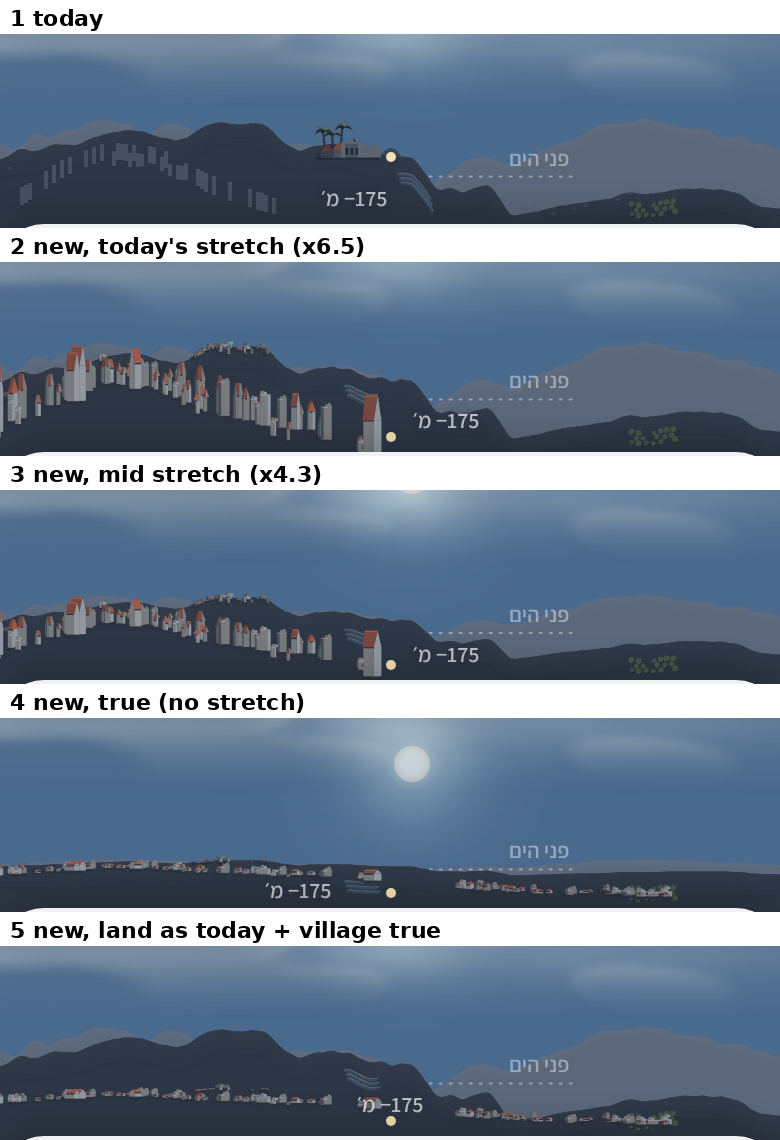 1 today
פני הים
−175 מ׳
2 new, today's stretch (x6.5)
פני הים
−175 מ׳
3 new, mid stretch (x4.3)
פני הים
−175 מ׳
4 new, true (no stretch)
פני הים
−175 מ׳
5 new, land as today + village true
פני הים
−175 מ׳